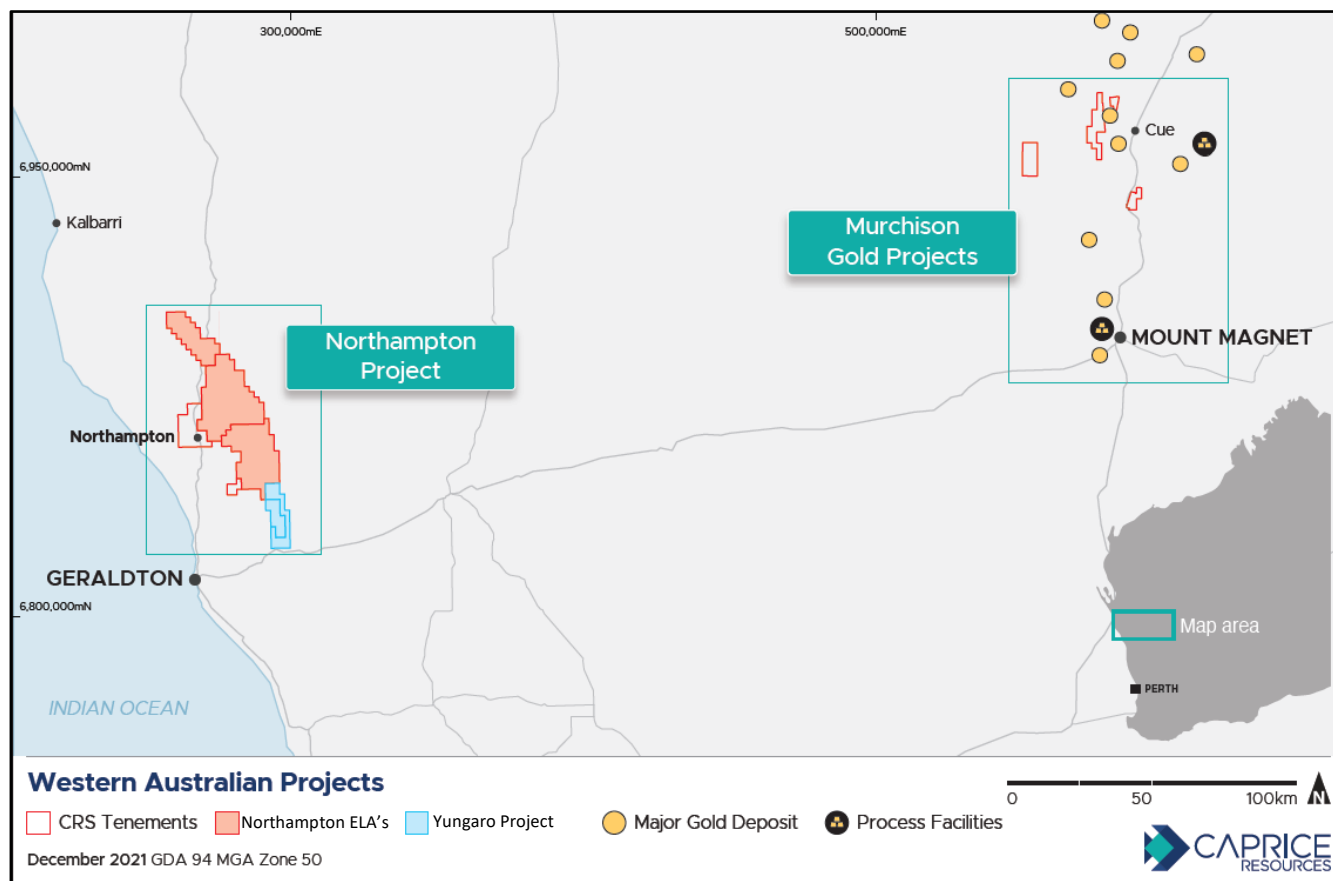 300,000mE
500,000mE
Cue
6,950,000mN
Kalbarri
Murchison
Gold Projects
Northampton
Project
MOUNT MAGNET
Northampton
GERALDTON
6,800,000mN
Map area
PERTH
INDIAN OCEAN
Western Australian Projects
0 50 100km
N
CRS Tenements Northampton ELA's Yungaro Project Major Gold Deposit Process Facilities
December 2021 GDA 94 MGA Zone 50
CAPRICE
RESOURCES